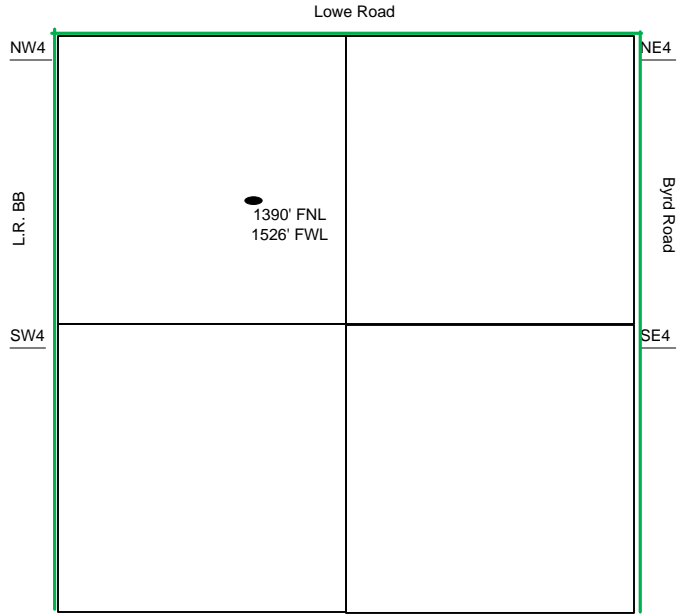 Lowe Road
NW4
NE4
L.R. BB
Byrd Road
1390' FNL
1526' FWL
SW4
SE4